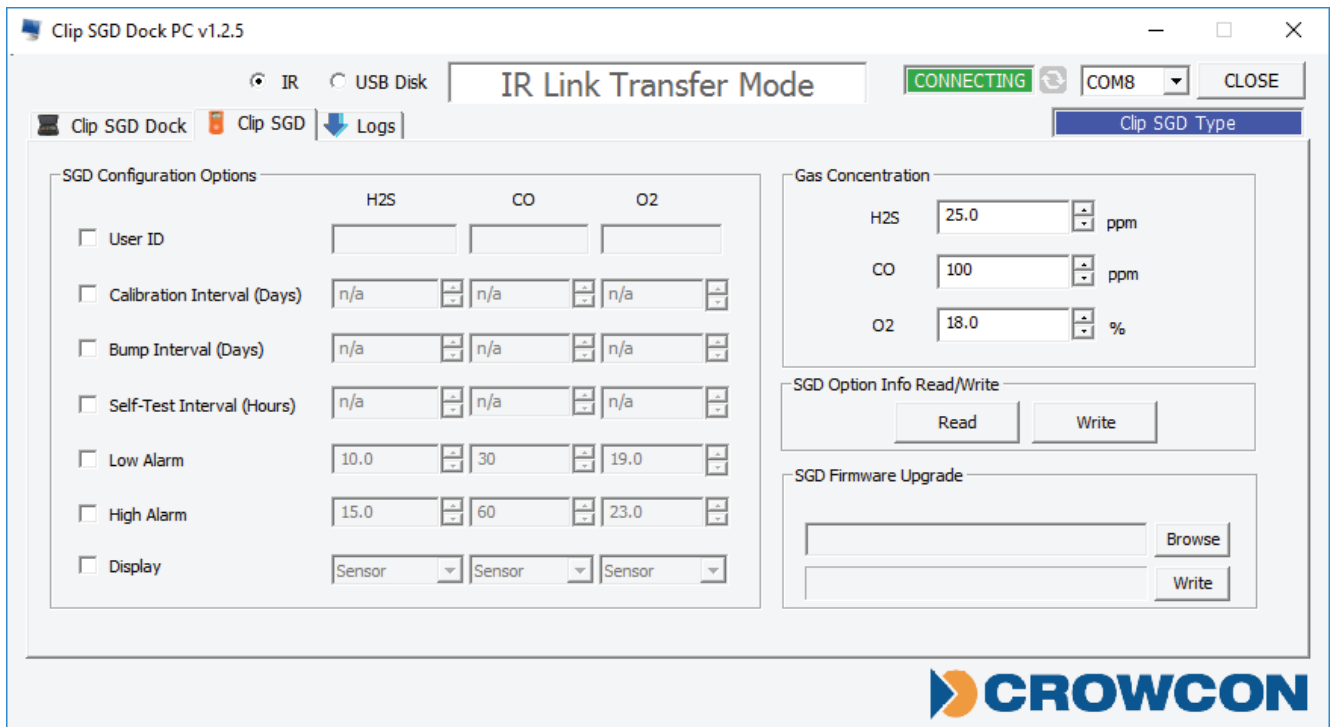 Clip SGD Dock PC v1.2.5
IR USB Disk IR Link Transfer Mode CONNECTING COM8 CLOSE
Clip SGD Dock Clip SGD Logs Clip SGD Type
SGD Configuration Options
H2S CO O2
User ID
Calibration Interval (Days) n/a n/a n/a
Bump Interval (Days) n/a n/a n/a
Self-Test Interval (Hours) n/a n/a n/a
Low Alarm 10.0 30 19.0
High Alarm 15.0 60 23.0
Display Sensor Sensor Sensor
Gas Concentration
H2S 25.0 ppm
CO 100 ppm
O2 18.0 %
SGD Option Info Read/Write
Read Write
SGD Firmware Upgrade
Browse
Write
CROWCON